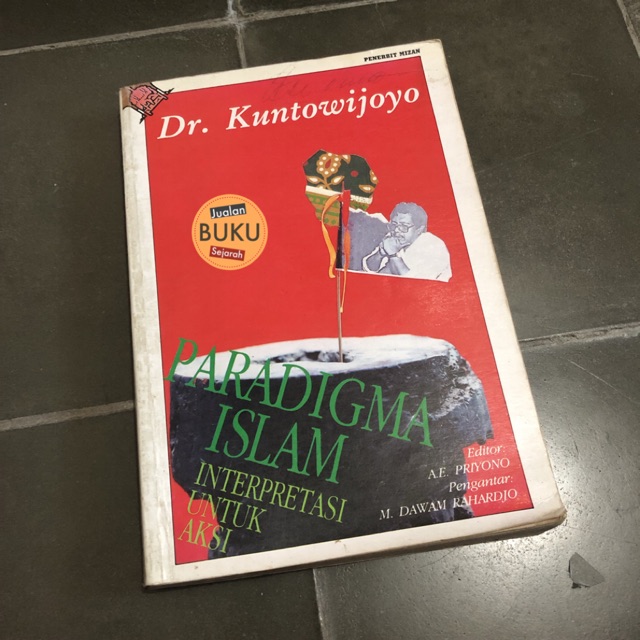 PENERBIT MIZAN
Dr. Kuntowijoyo
Jualan
BUKU
Sejarah
PARADIGMA
ISLAM
INTERPRETASI
UNTUK
AKSI
Editor:
A.E. PRIYONO
Pengantar:
M. DAWAM RAHARDJO